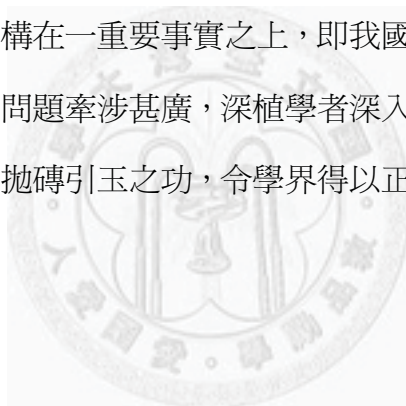 構在一重要事實之上，即我國
問題牽涉甚廣，深植學者深入
拋磚引玉之功，令學界得以正